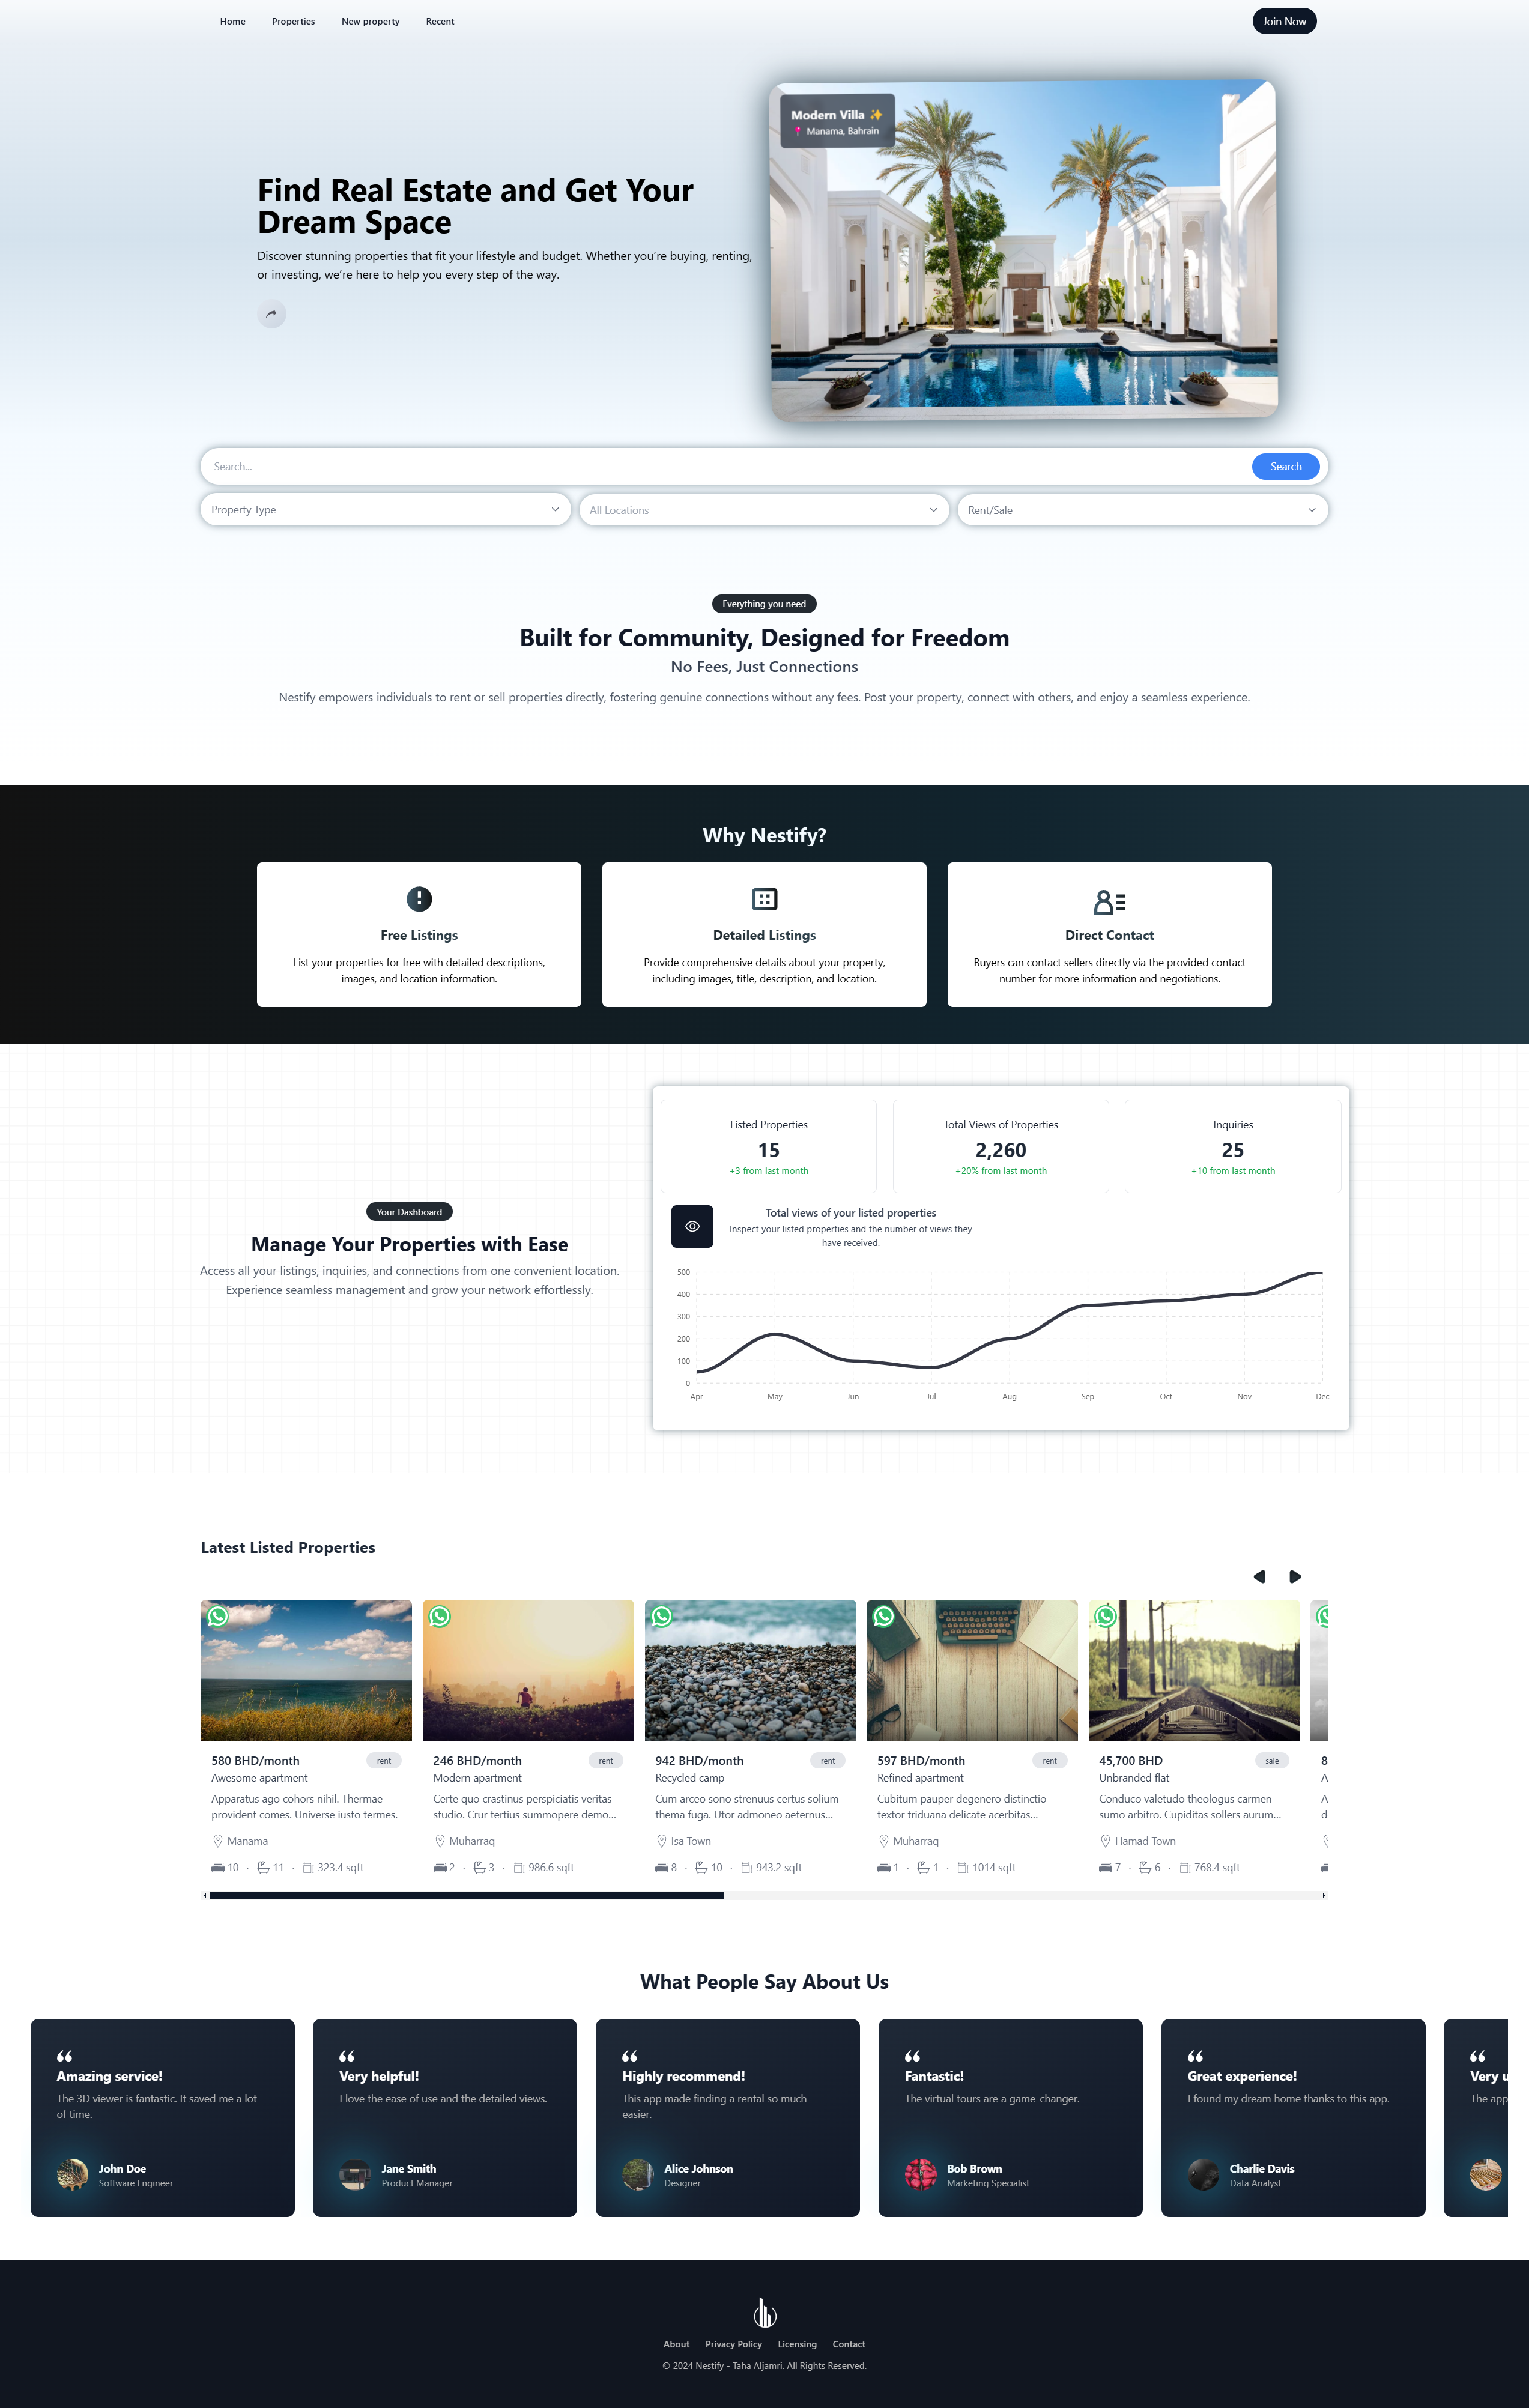 Home
Properties
New property
Recent
Join Now
Modern Villa ✨
📍 Manama, Bahrain
Find Real Estate and Get Your
Dream Space
Discover stunning properties that fit your lifestyle and budget. Whether you're buying, renting,
or investing, we're here to help you every step of the way.
Search...
Search
Property Type
All Locations
Rent/Sale
Everything you need
Built for Community, Designed for Freedom
No Fees, Just Connections
Nestify empowers individuals to rent or sell properties directly, fostering genuine connections without any fees. Post your property, connect with others, and enjoy a seamless experience.
Why Nestify?
Free Listings
List your properties for free with detailed descriptions,
images, and location information.
Detailed Listings
Provide comprehensive details about your property,
including images, title, description, and location.
Direct Contact
Buyers can contact sellers directly via the provided contact
number for more information and negotiations.
Your Dashboard
Manage Your Properties with Ease
Access all your listings, inquiries, and connections from one convenient location.
Experience seamless management and grow your network effortlessly.
Listed Properties
15
+3 from last month
Total Views of Properties
2,260
+20% from last month
Inquiries
25
+10 from last month
Total views of your listed properties
Inspect your listed properties and the number of views they
have received.
500
400
300
200
100
0
Apr
May
Jun
Jul
Aug
Sep
Oct
Nov
Dec
Latest Listed Properties
580 BHD/month
rent
Awesome apartment
Apparatus ago cohors nihil. Thermae
provident comes. Universe iusto termes.
Manama
10 · 11 · 323.4 sqft
246 BHD/month
rent
Modern apartment
Certe quo crastinus perspiciatis veritas
studio. Crur tertius summopere demo...
Muharraq
2 · 3 · 986.6 sqft
942 BHD/month
rent
Recycled camp
Cum arceo sono strenuus certus solium
thema fuga. Utor admoneo aeternus...
Isa Town
8 · 10 · 943.2 sqft
597 BHD/month
rent
Refined apartment
Cubitum pauper degenero distinctio
textor triduana delicate acerbitas...
Muharraq
1 · 1 · 1014 sqft
45,700 BHD
sale
Unbranded flat
Conduco valetudo theologus carmen
sumo arbitro. Cupiditas sollers aurum...
Hamad Town
7 · 6 · 768.4 sqft
8
What People Say About Us
Amazing service!
The 3D viewer is fantastic. It saved me a lot
of time.
John Doe
Software Engineer
Very helpful!
I love the ease of use and the detailed views.
Jane Smith
Product Manager
Highly recommend!
This app made finding a rental so much
easier.
Alice Johnson
Designer
Fantastic!
The virtual tours are a game-changer.
Bob Brown
Marketing Specialist
Great experience!
I found my dream home thanks to this app.
Charlie Davis
Data Analyst
Very u
The app
About
Privacy Policy
Licensing
Contact
© 2024 Nestify - Taha Aljamri. All Rights Reserved.